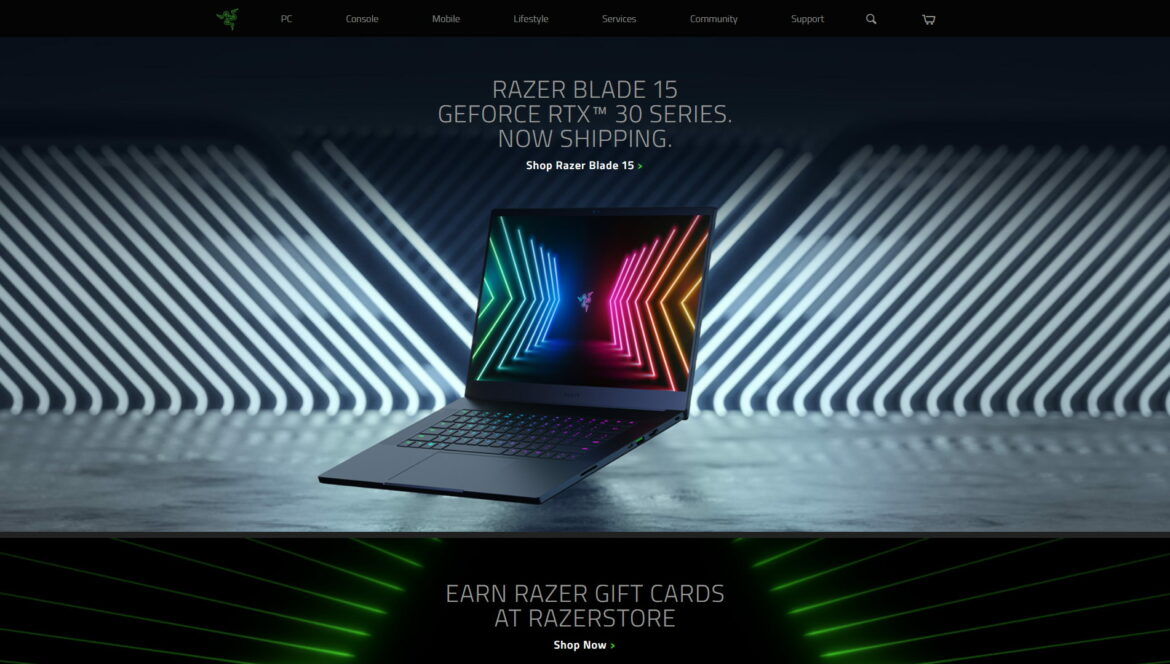 PC
Console
Mobile
Lifestyle
Services
Community
Support
RAZER BLADE 15
GEFORCE RTX™ 30 SERIES.
NOW SHIPPING.
Shop Razer Blade 15 >
EARN RAZER GIFT CARDS
AT RAZERSTORE
Shop Now >